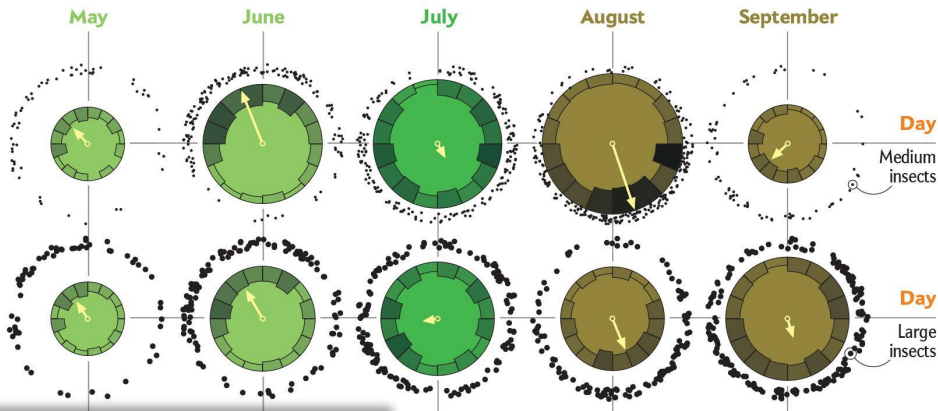 May
June
July
August
September
Day
Medium
insects
Day
Large
insects